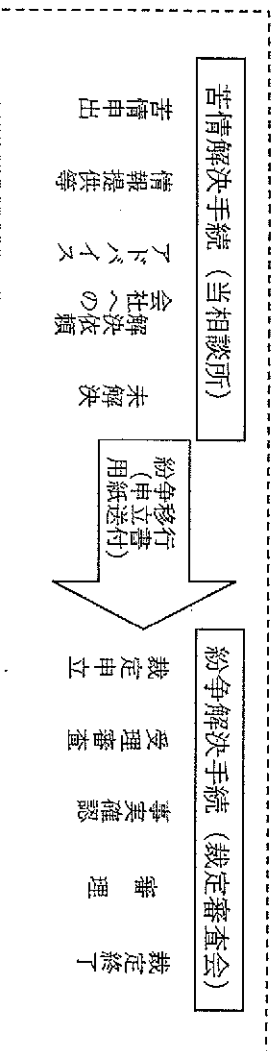 苦情解決手続（当相談所）
苦情申出
情報提供等
アドバイス
会社への
解決依頼
未解決
紛争移行
（申立書
用紙送付）
紛争解決手続（裁定審査会）
裁定申立
受理審査
事実確認
審理
裁定終了